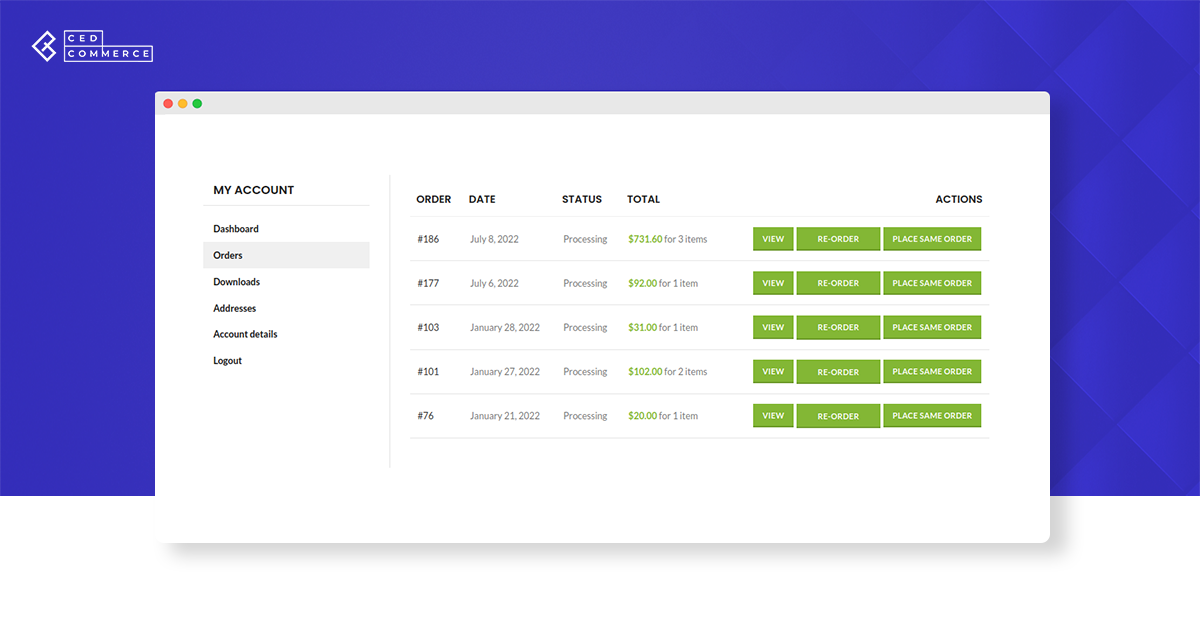 CED
COMMERCE
MY ACCOUNT
Dashboard
Orders
Downloads
Addresses
Account details
Logout
ORDER DATE STATUS TOTAL ACTIONS
#186 July 8, 2022 Processing $731.60 for 3 items VIEW RE-ORDER PLACE SAME ORDER
#177 July 6, 2022 Processing $92.00 for 1 item VIEW RE-ORDER PLACE SAME ORDER
#103 January 28, 2022 Processing $31.00 for 1 item VIEW RE-ORDER PLACE SAME ORDER
#101 January 27, 2022 Processing $102.00 for 2 items VIEW RE-ORDER PLACE SAME ORDER
#76 January 21, 2022 Processing $20.00 for 1 item VIEW RE-ORDER PLACE SAME ORDER